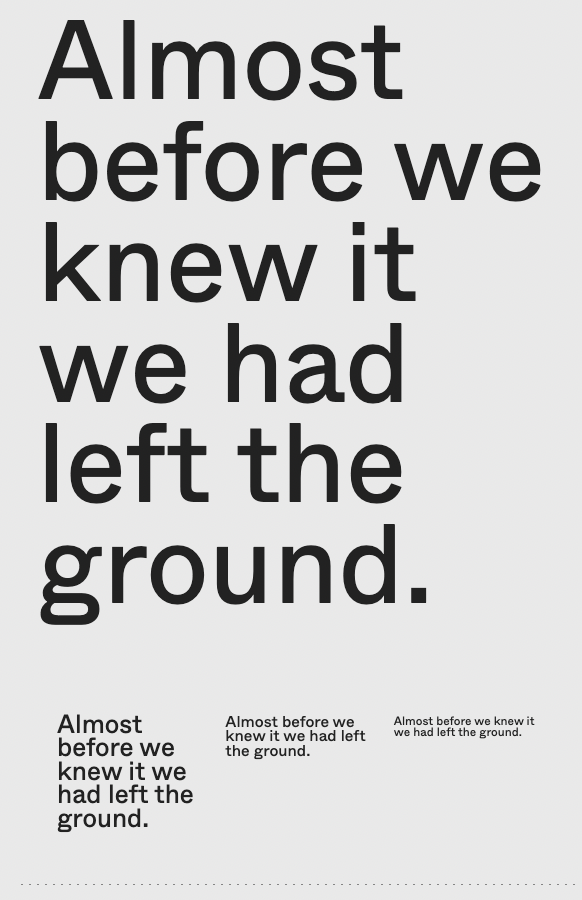 Almost
before we
knew it
we had
left the
ground.
Almost
before we
knew it we
had left the
ground.
Almost before we
knew it we had left
the ground.
Almost before we knew it
we had left the ground.